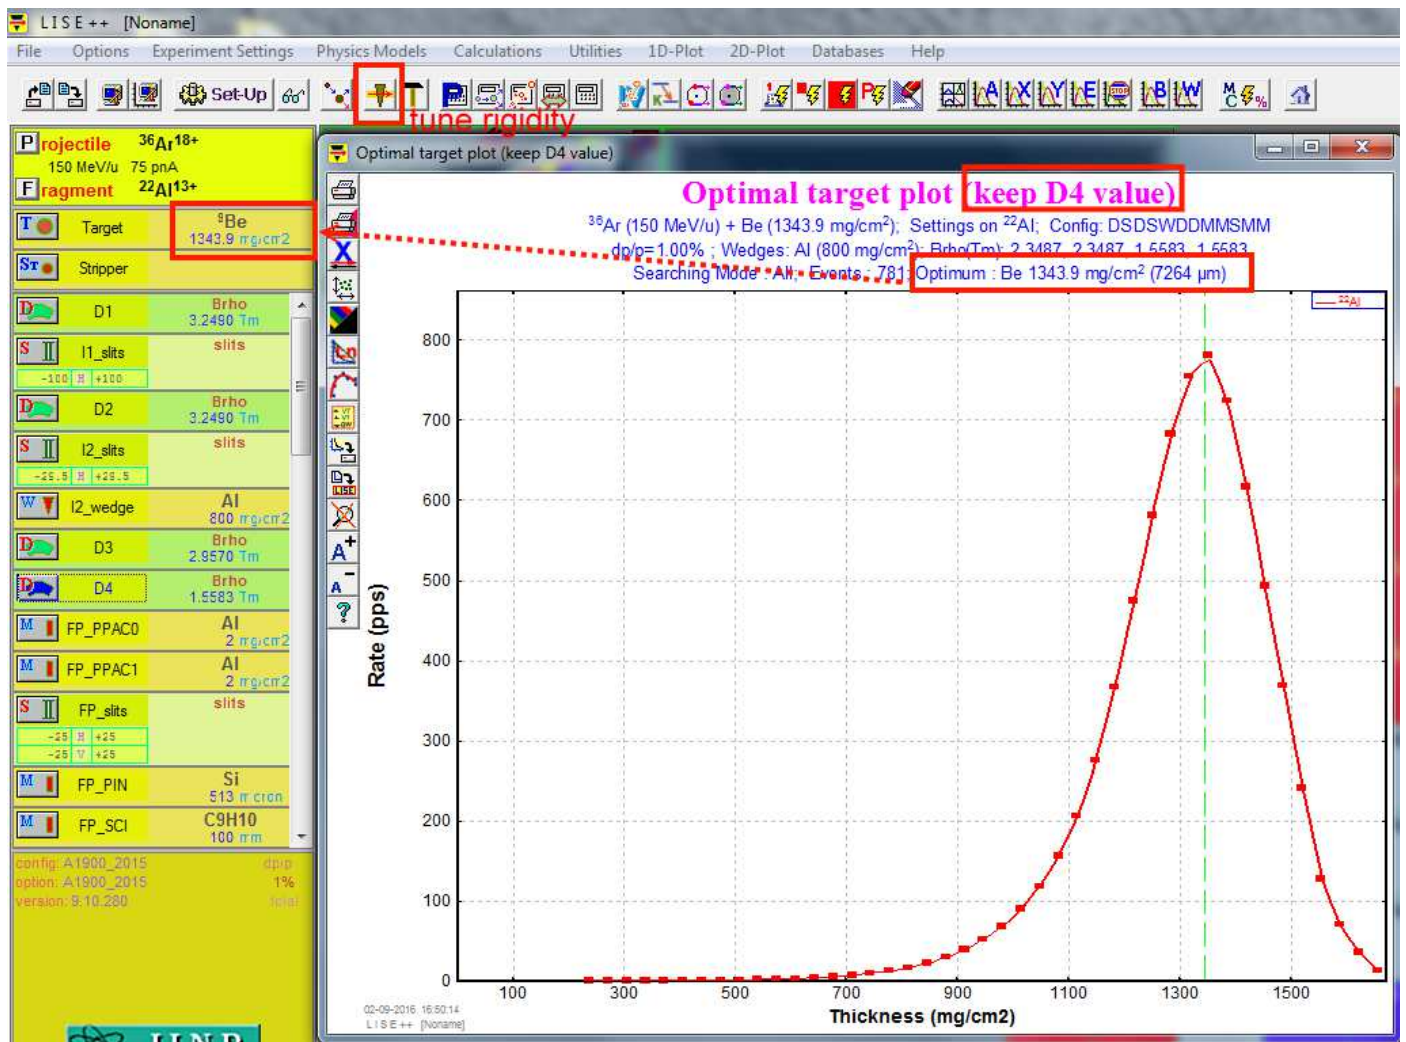 LISE++ [Noname]
File Options Experiment Settings Physics Models Calculations Utilities 1D-Plot 2D-Plot Databases Help
Set-Up
tune rigidity
Projectile 36Ar18+
150 MeV/u 75 pnA
Fragment 22Al13+
T Target 9Be
1343.9 mg/cm2
ST Stripper
D D1 Brho
3.2490 Tm
S I1_slits slits
-100 H +100
D D2 Brho
3.2490 Tm
S I2_slits slits
-29.5 H +29.5
W I2_wedge Al
800 mg/cm2
D D3 Brho
2.9570 Tm
D D4 Brho
1.5583 Tm
M FP_PPAC0 Al
2 mg/cm2
M FP_PPAC1 Al
2 mg/cm2
S FP_slits slits
-25 H +25
-25 V +25
M FP_PIN Si
513 micron
M FP_SCI C9H10
100 mm
config: A1900_2015 dp/p
option: A1900_2015 1%
version: 9.10.280 total
Optimal target plot (keep D4 value)
Optimal target plot (keep D4 value)
36Ar (150 MeV/u) + Be (1343.9 mg/cm2); Settings on 22Al; Config: DSDSWDDMMSMM
dp/p=1.00% ; Wedges: Al (800 mg/cm2); Brho(Tm): 2.3487, 2.3487, 1.5583, 1.5583
Searching Mode : All; Events : 781; Optimum : Be 1343.9 mg/cm2 (7264 µm)
22Al
800
700
600
500
400
300
200
100
0
Rate (pps)
100 300 500 700 900 1100 1300 1500
Thickness (mg/cm2)
02-09-2016 16:50:14
LISE++ [Noname]